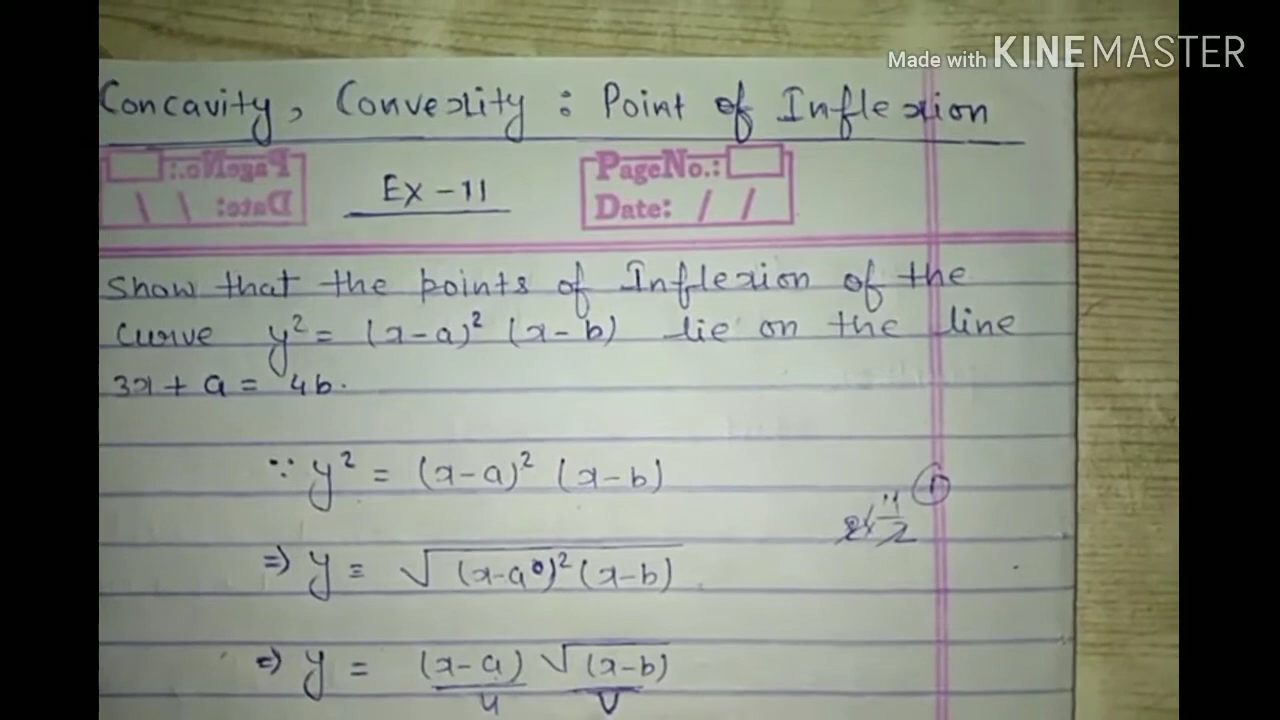 Made with KINEMASTER
Concavity, Convexity : Point of Inflexion
PageNo.: PageNo.:
Ex - 11
Date: / / Date: / /
Show that the points of Inflexion of the
curve y² = (x-a)² (x-b) lie on the line
3x + a = 4b.
∵ y² = (x-a)² (x-b)
⇒ y = √(x-a)² (x-b)
⇒ y = (x-a) √(x-b)
u v